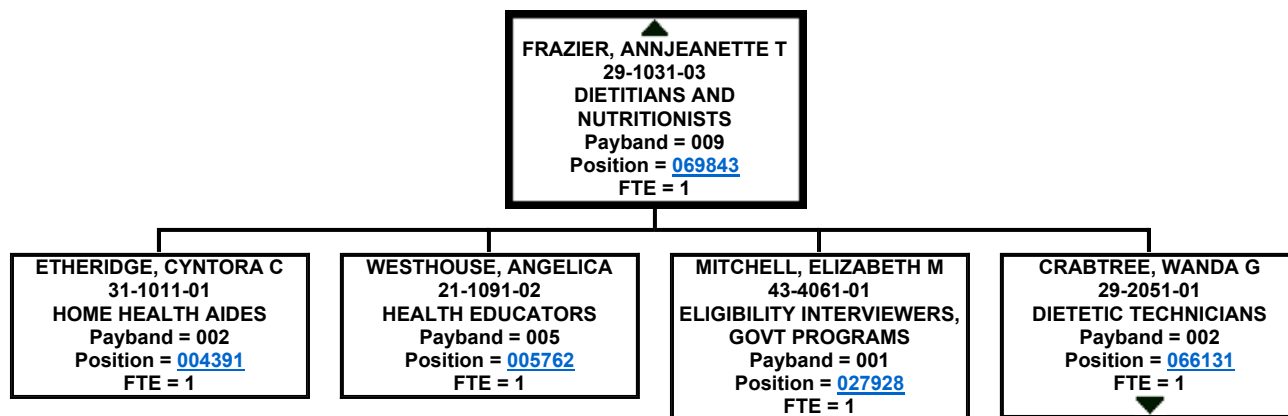 FRAZIER, ANNJEANETTE T
29-1031-03
DIETITIANS AND
NUTRITIONISTS
Payband = 009
Position = 069843
FTE = 1
ETHERIDGE, CYNTORA C
31-1011-01
HOME HEALTH AIDES
Payband = 002
Position = 004391
FTE = 1
WESTHOUSE, ANGELICA
21-1091-02
HEALTH EDUCATORS
Payband = 005
Position = 005762
FTE = 1
MITCHELL, ELIZABETH M
43-4061-01
ELIGIBILITY INTERVIEWERS,
GOVT PROGRAMS
Payband = 001
Position = 027928
FTE = 1
CRABTREE, WANDA G
29-2051-01
DIETETIC TECHNICIANS
Payband = 002
Position = 066131
FTE = 1